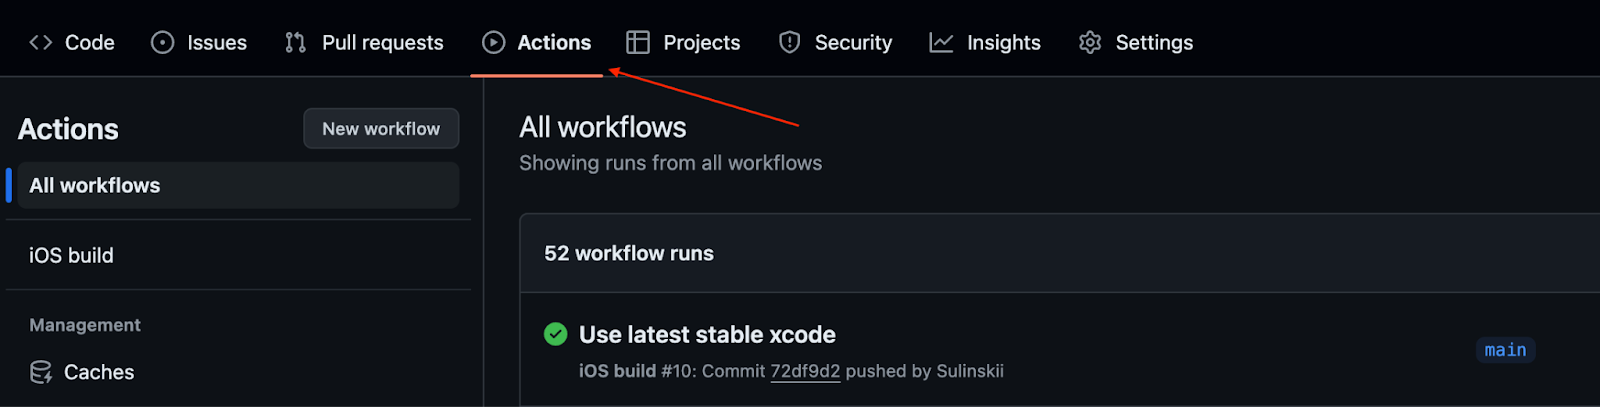 Code Issues Pull requests Actions Projects Security Insights Settings
Actions New workflow
All workflows
iOS build
Management
Caches
All workflows
Showing runs from all workflows
52 workflow runs
Use latest stable xcode
iOS build #10: Commit 72df9d2 pushed by Sulinskii
main